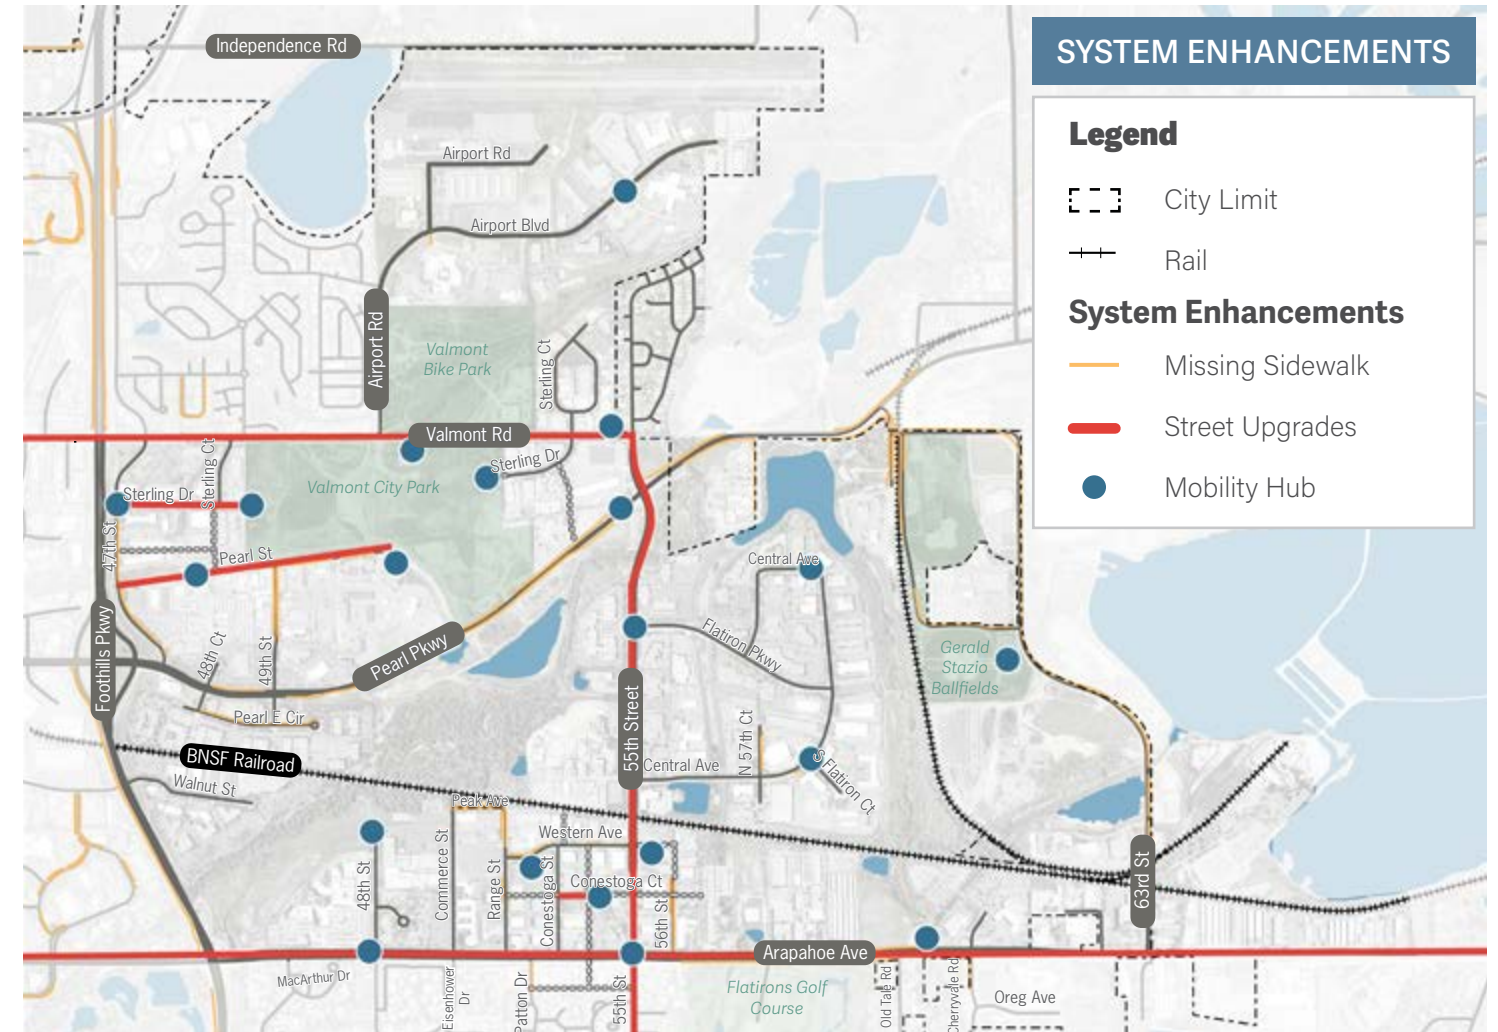 SYSTEM ENHANCEMENTS
Legend
City Limit
Rail
System Enhancements
Missing Sidewalk
Street Upgrades
Mobility Hub
Independence Rd
Airport Rd
Airport Blvd
Airport Rd
Valmont
Bike Park
Sterling Ct
Valmont Rd
Sterling Dr
Sterling Ct
Valmont City Park
Sterling Dr
47th St
Pearl St
Central Ave
Foothills Pkwy
48th Ct
49th St
Pearl Pkwy
Flatiron Pkwy
Gerald
Stazio
Ballfields
Pearl E Cir
55th Street
N 57th Ct
BNSF Railroad
Walnut St
Central Ave
S Flatiron Ct
Peak Ave
Western Ave
48th St
Commerce St
Range St
Conestoga St
Conestoga Ct
56th St
63rd St
Arapahoe Ave
MacArthur Dr
Eisenhower
Dr
Patton Dr
55th St
Flatirons Golf
Course
Old Tale Rd
Cherryvale Rd
Oreg Ave